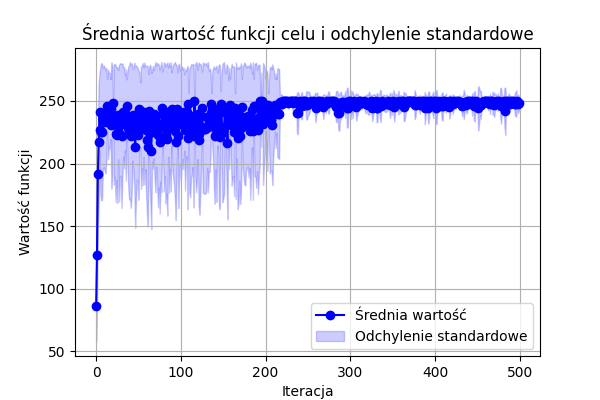 Średnia wartość funkcji celu i odchylenie standardowe
Wartość funkcji
250
200
150
100
50
0
100
200
300
400
500
Iteracja
Średnia wartość
Odchylenie standardowe